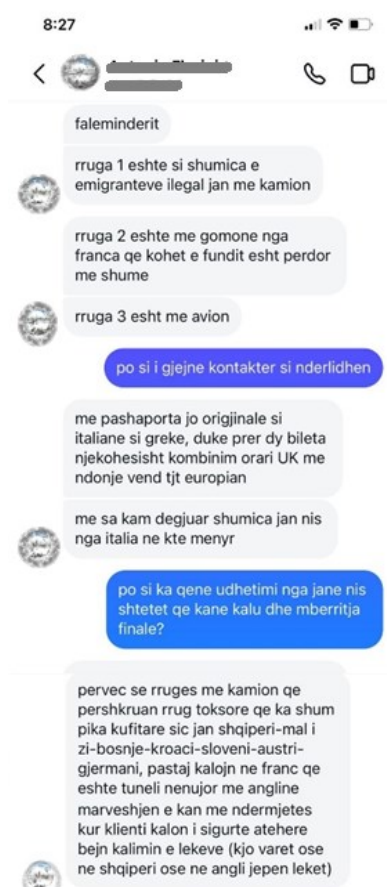 8:27
faleminderit
rruga 1 eshte si shumica e
emigranteve ilegal jan me kamion
rruga 2 eshte me gomone nga
franca qe kohet e fundit esht perdor
me shume
rruga 3 esht me avion
po si i gjejne kontakter si nderlidhen
me pashaporta jo origjinale si
italiane si greke, duke prer dy bileta
njekohesisht kombinim orari UK me
ndonje vend tjt europian
me sa kam degjuar shumica jan nis
nga italia ne kte menyr
po si ka qene udhetimi nga jane nis
shtetet qe kane kalu dhe mberritja
finale?
pervec se rruges me kamion qe
pershkruan rrug toksore qe ka shum
pika kufitare sic jan shqiperi-mal i
zi-bosnje-kroaci-sloveni-austri-
gjermani, pastaj kalojn ne franc qe
eshte tuneli nenujor me angline
marveshjen e kan me ndermjetes
kur klienti kalon i sigurte atehere
bejn kalimin e lekeve (kjo varet ose
ne shqiperi ose ne angli jepen leket)